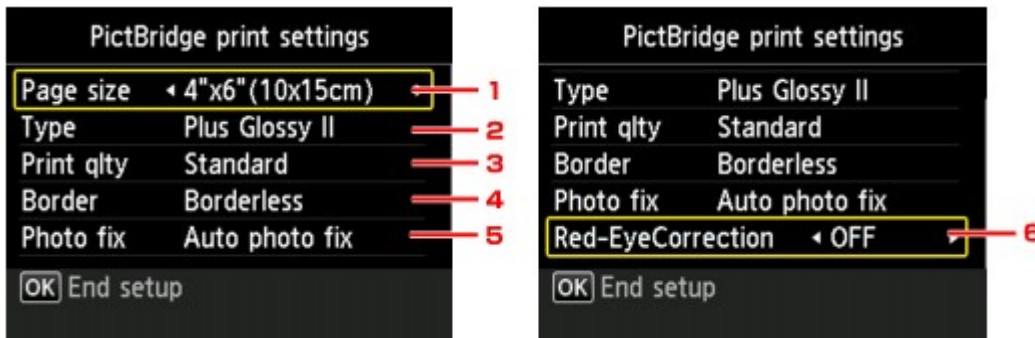 PictBridge print settings
Page size ◂ 4"x6"(10x15cm) 1
Type Plus Glossy II 2
Print qlty Standard 3
Border Borderless 4
Photo fix Auto photo fix 5
OK End setup
PictBridge print settings
Type Plus Glossy II
Print qlty Standard
Border Borderless
Photo fix Auto photo fix
Red-EyeCorrection ◂ OFF ▸ 6
OK End setup